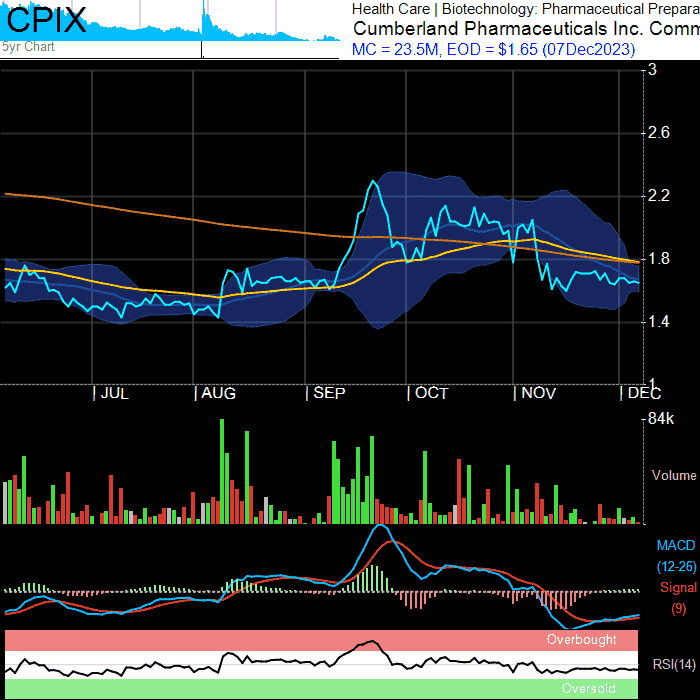 CPIX
5yr Chart
Health Care | Biotechnology: Pharmaceutical Prepara
Cumberland Pharmaceuticals Inc. Comm
MC = 23.5M, EOD = $1.65 (07Dec2023)
3
2.6
2.2
1.8
1.4
1
JUL AUG SEP OCT NOV DEC
84k
Volume
MACD
(12-26)
Signal
(9)
Overbought
RSI(14)
Oversold